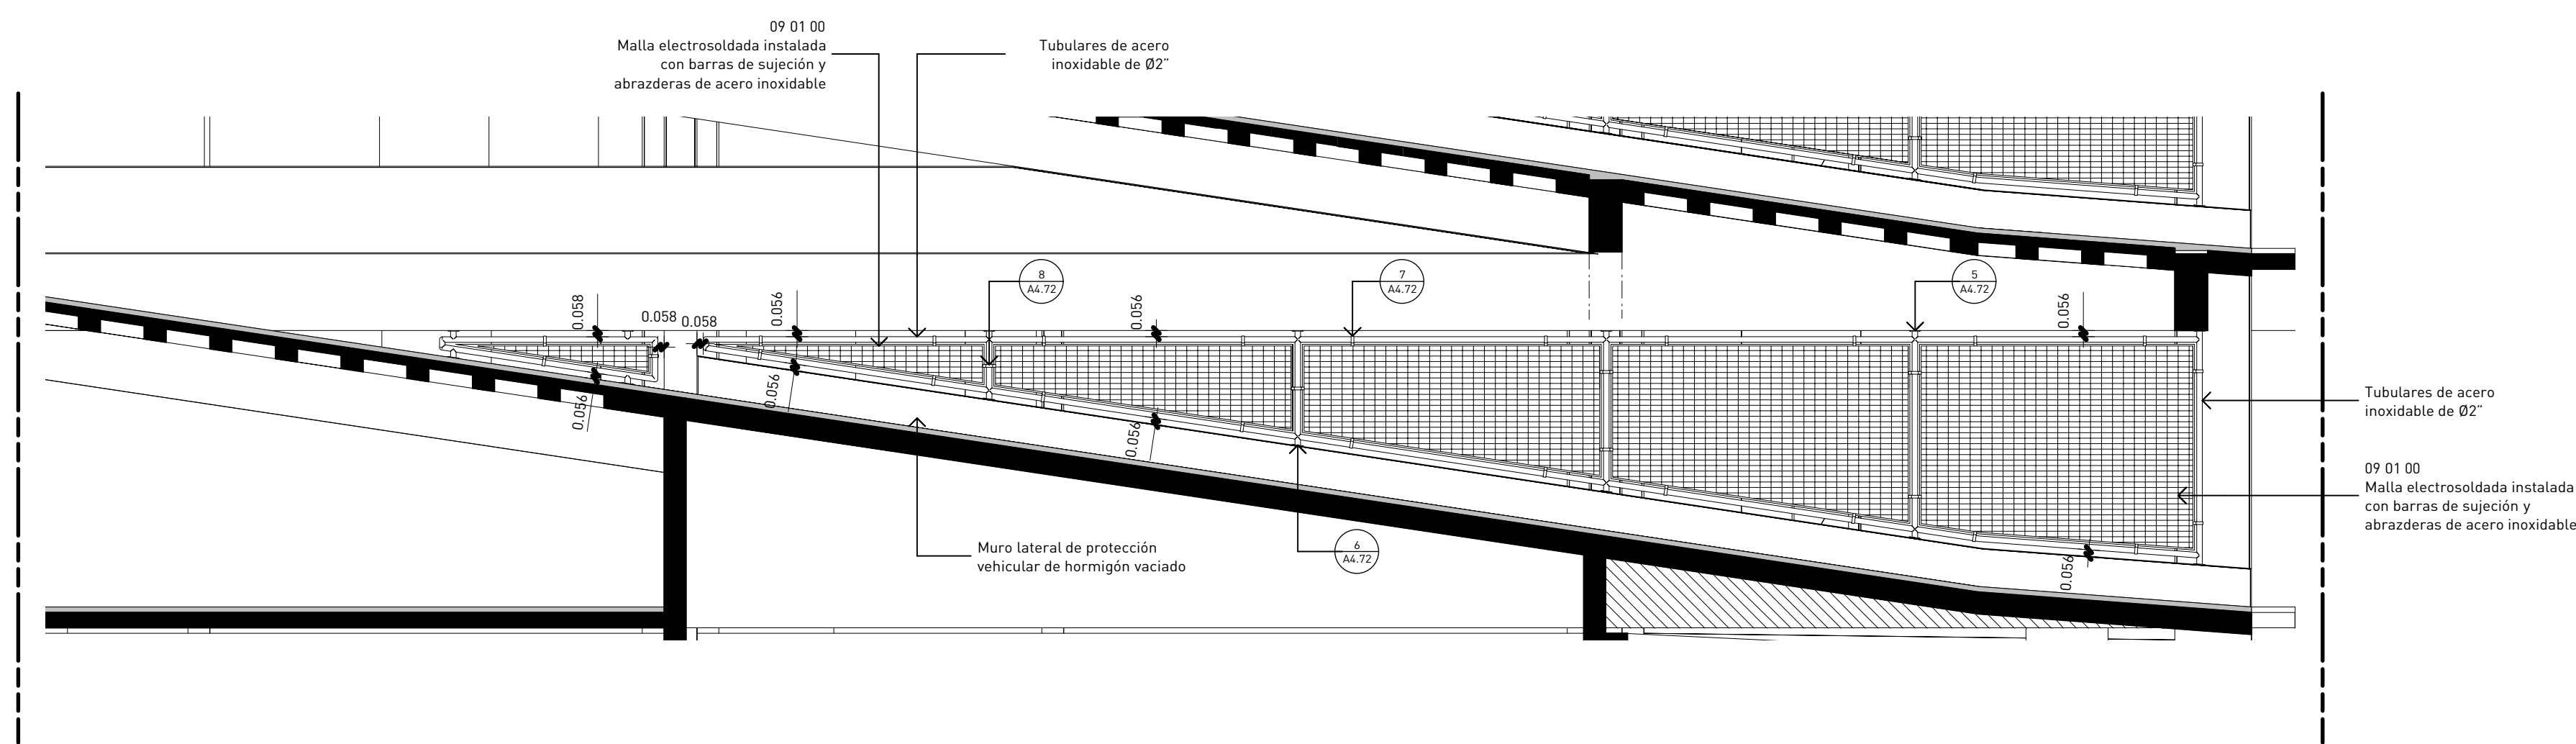 09 01 00
Malla electrosoldada instalada
con barras de sujeción y
abrazderas de acero inoxidable
Tubulares de acero
inoxidable de Ø2”
8
A4.72
7
A4.72
5
A4.72
0.058
0.058
0.058
0.056
0.056
0.056
0.056
0.056
0.056
0.056
Tubulares de acero
inoxidable de Ø2”
09 01 00
Malla electrosoldada instalada
con barras de sujeción y
abrazderas de acero inoxidable
Muro lateral de protección
vehicular de hormigón vaciado
6
A4.72